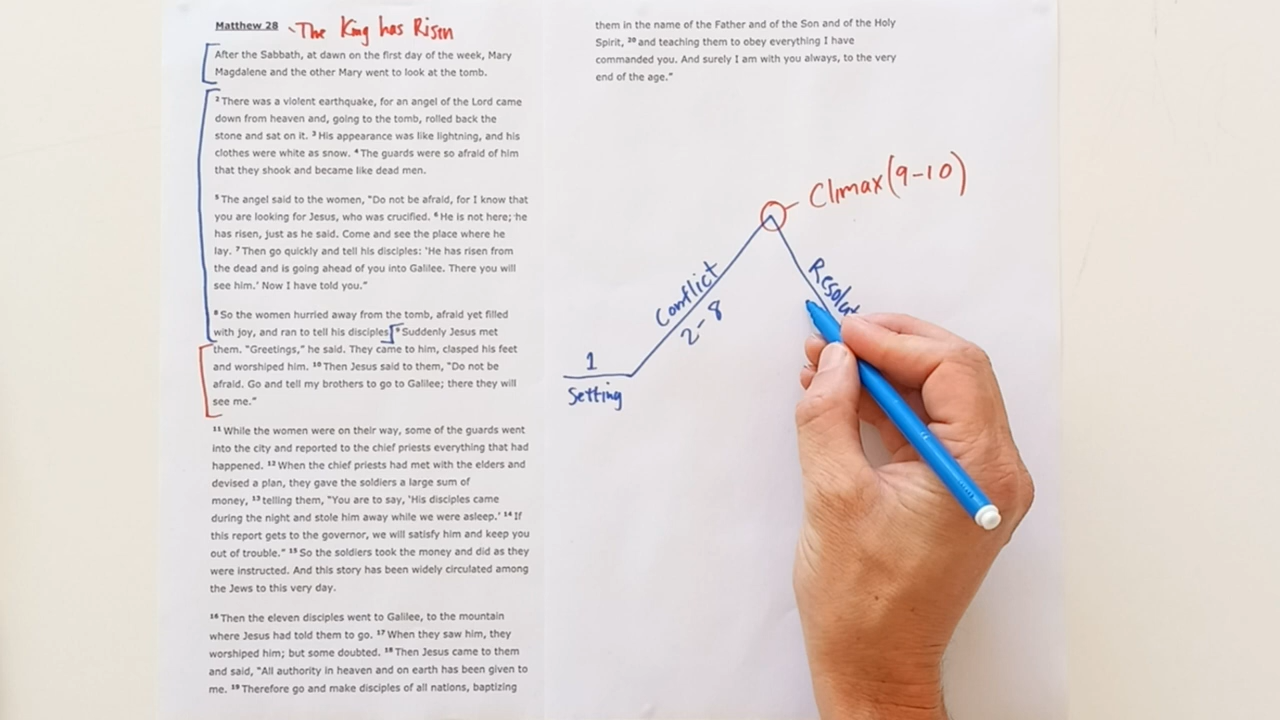 Matthew 28 The King has Risen
After the Sabbath, at dawn on the first day of the week, Mary
Magdalene and the other Mary went to look at the tomb.
2 There was a violent earthquake, for an angel of the Lord came
down from heaven and, going to the tomb, rolled back the
stone and sat on it. 3 His appearance was like lightning, and his
clothes were white as snow. 4 The guards were so afraid of him
that they shook and became like dead men.
5 The angel said to the women, "Do not be afraid, for I know that
you are looking for Jesus, who was crucified. 6 He is not here; he
has risen, just as he said. Come and see the place where he
lay. 7 Then go quickly and tell his disciples: 'He has risen from
the dead and is going ahead of you into Galilee. There you will
see him.' Now I have told you."
8 So the women hurried away from the tomb, afraid yet filled
with joy, and ran to tell his disciples. 9 Suddenly Jesus met
them. "Greetings," he said. They came to him, clasped his feet
and worshiped him. 10 Then Jesus said to them, "Do not be
afraid. Go and tell my brothers to go to Galilee; there they will
see me."
11 While the women were on their way, some of the guards went
into the city and reported to the chief priests everything that had
happened. 12 When the chief priests had met with the elders and
devised a plan, they gave the soldiers a large sum of
money, 13 telling them, "You are to say, 'His disciples came
during the night and stole him away while we were asleep.' 14 If
this report gets to the governor, we will satisfy him and keep you
out of trouble." 15 So the soldiers took the money and did as they
were instructed. And this story has been widely circulated among
the Jews to this very day.
16 Then the eleven disciples went to Galilee, to the mountain
where Jesus had told them to go. 17 When they saw him, they
worshiped him; but some doubted. 18 Then Jesus came to them
and said, "All authority in heaven and on earth has been given to
me. 19 Therefore go and make disciples of all nations, baptizing
them in the name of the Father and of the Son and of the Holy
Spirit, 20 and teaching them to obey everything I have
commanded you. And surely I am with you always, to the very
end of the age."
Climax (9-10)
Conflict
2-8
Resolut
1
Setting